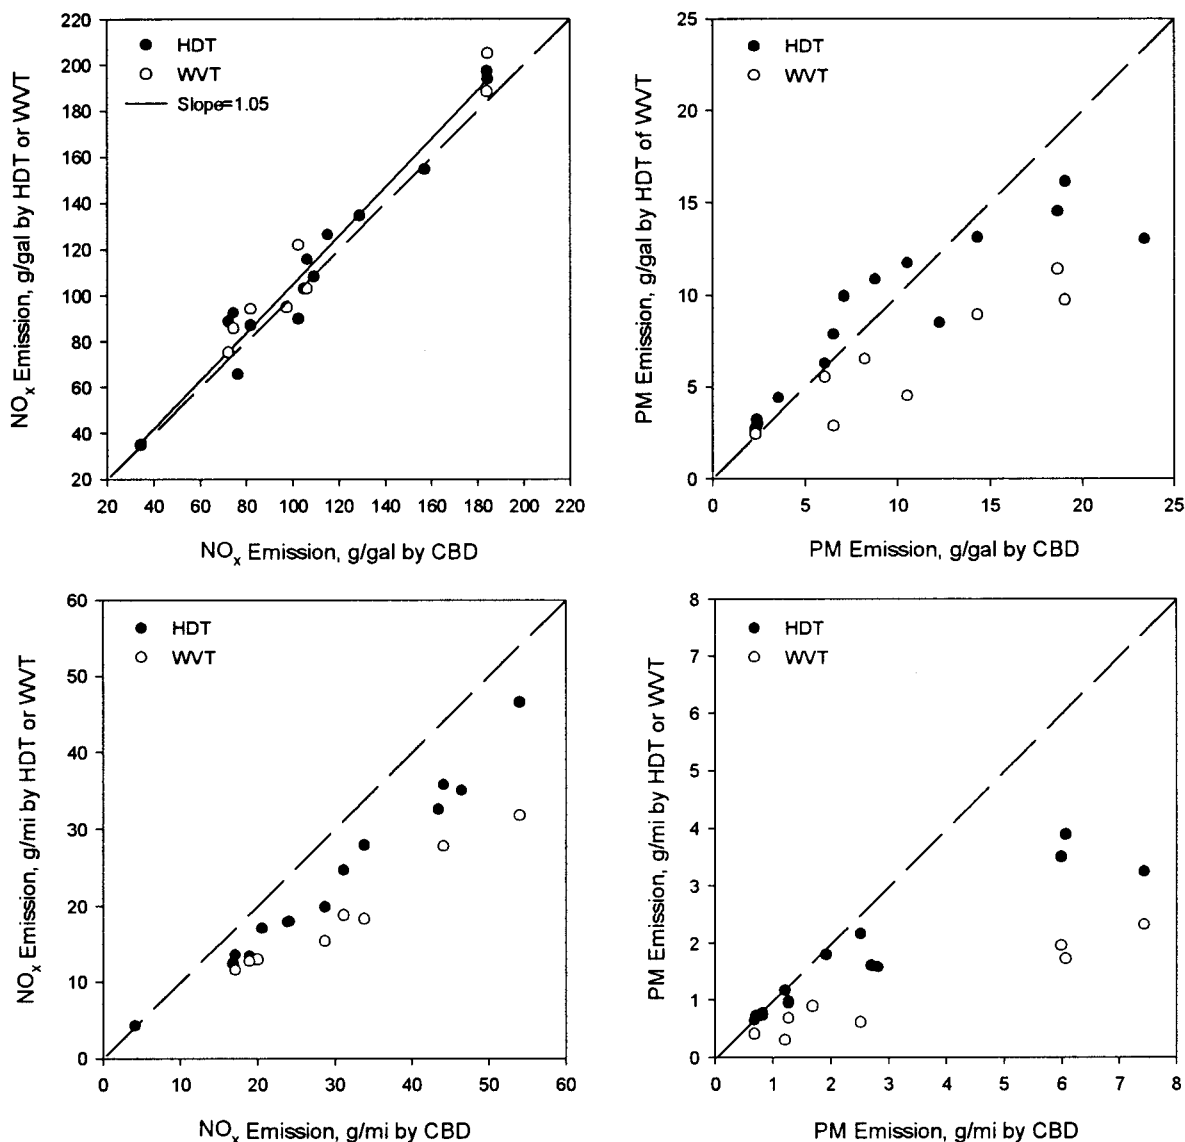 NOx Emission, g/gal by HDT or WVT
220
200
180
160
140
120
100
80
60
40
20
HDT
WVT
Slope=1.05
20 40 60 80 100 120 140 160 180 200 220
NOx Emission, g/gal by CBD
PM Emission, g/gal by HDT of WVT
25
20
15
10
5
0
HDT
WVT
0 5 10 15 20 25
PM Emission, g/gal by CBD
NOx Emission, g/mi by HDT or WVT
60
50
40
30
20
10
0
HDT
WVT
0 10 20 30 40 50 60
NOx Emission, g/mi by CBD
PM Emission, g/mi by HDT or WVT
8
7
6
5
4
3
2
1
0
HDT
WVT
0 1 2 3 4 5 6 7 8
PM Emission, g/mi by CBD